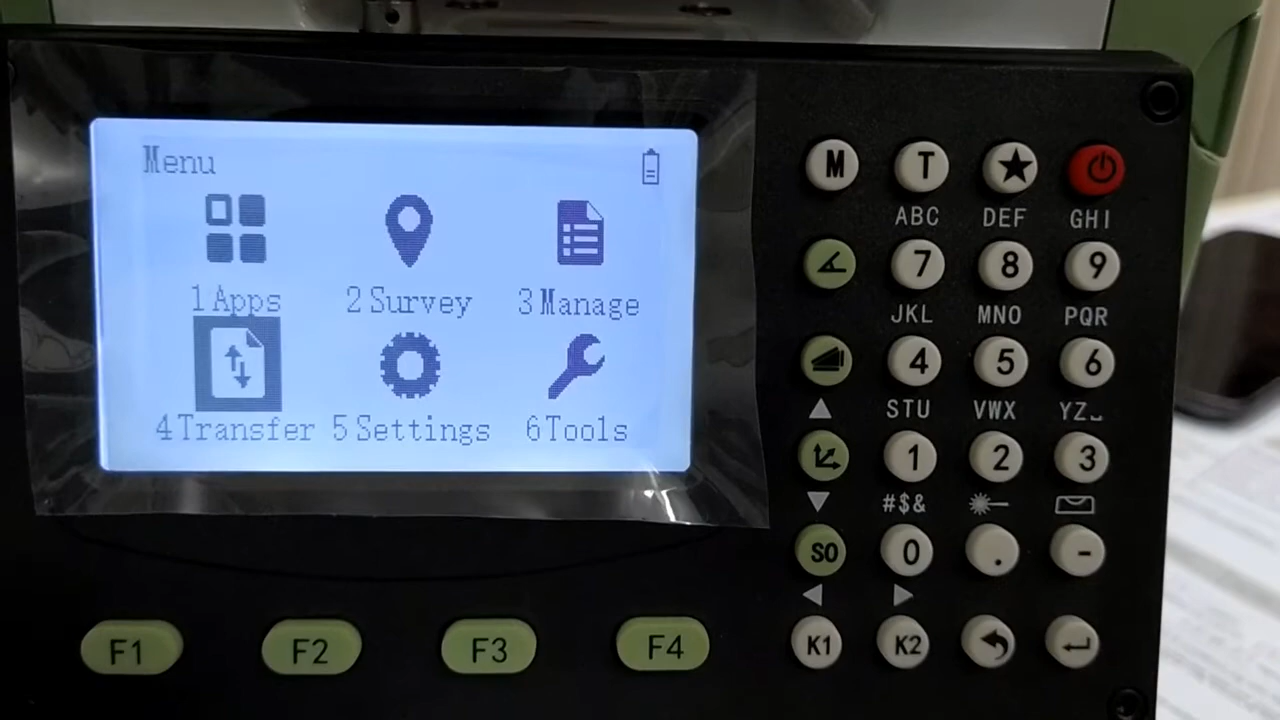 Menu
1 Apps 2 Survey 3 Manage
4 Transfer 5 Settings 6 Tools
M T
ABC DEF GHI
7 8 9
JKL MNO PQR
4 5 6
STU VWX YZ
1 2 3
#$&
SO 0 . -
F1 F2 F3 F4 K1 K2